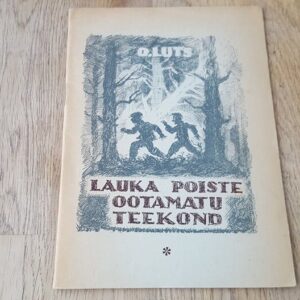 O.LUTS
LAUKA POISTE
OOTAMATU
TEEKOND
*